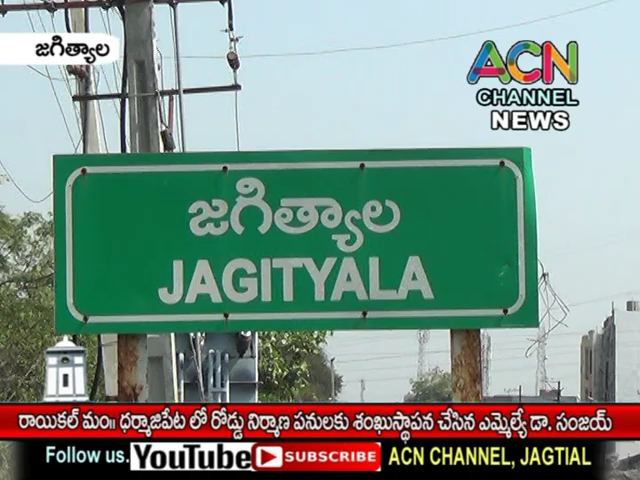 జగిత్యాల
ACN
CHANNEL
NEWS
జగిత్యాల
JAGITYALA
రాయికల్ మం॥ ధర్మాజిపేట లో రోడ్డు నిర్మాణ పనులకు శంఖుస్థాపన చేసిన ఎమ్మెల్యే డా. సంజయ్
Follow us. YouTube SUBSCRIBE ACN CHANNEL, JAGTIAL